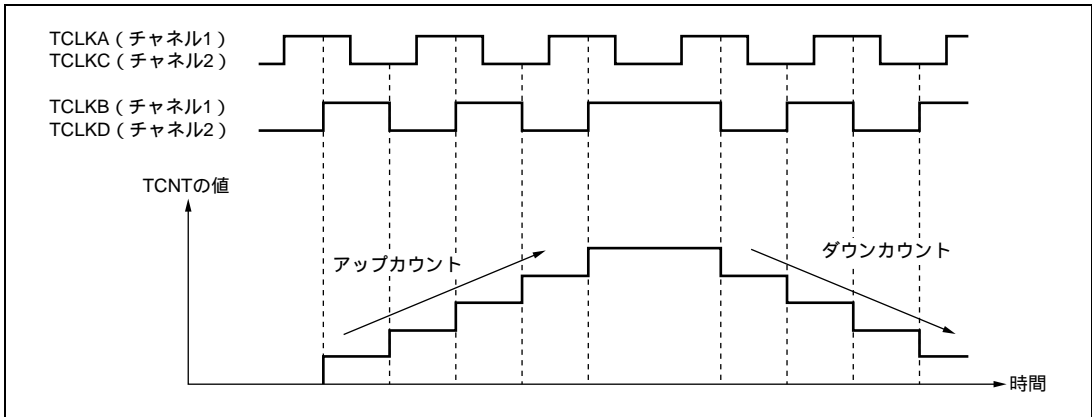 TCLKA（チャネル1）
TCLKC（チャネル2）
TCLKB（チャネル1）
TCLKD（チャネル2）
TCNTの値
アップカウント
ダウンカウント
時間